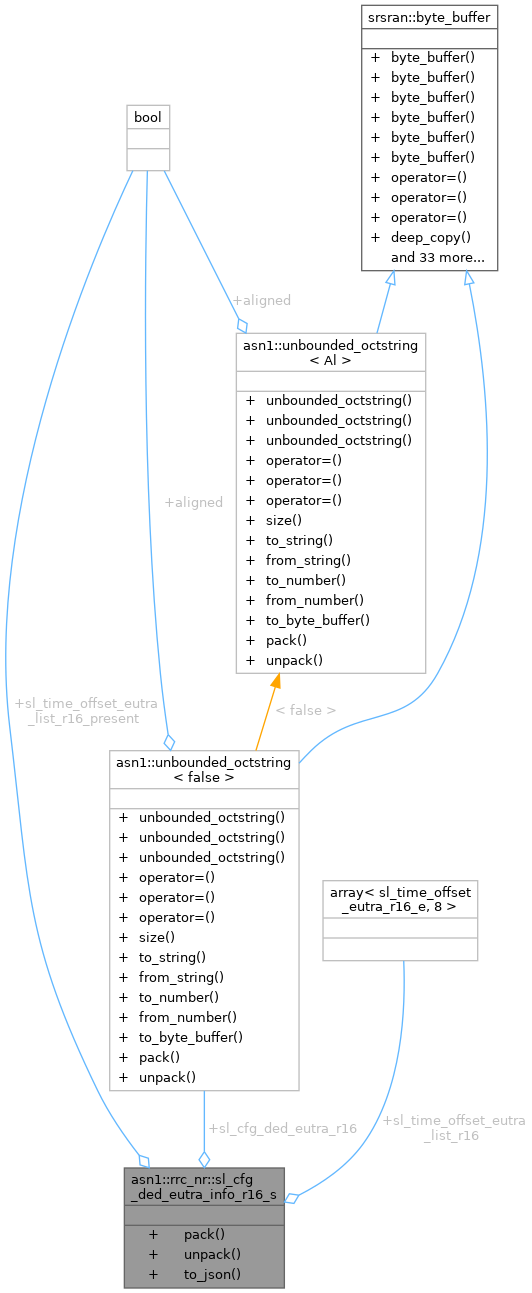 srsran::byte_buffer
+ byte_buffer()
+ byte_buffer()
+ byte_buffer()
+ byte_buffer()
+ byte_buffer()
+ byte_buffer()
+ operator=()
+ operator=()
+ operator=()
+ deep_copy()
and 33 more...
bool
+aligned
asn1::unbounded_octstring
< Al >
+ unbounded_octstring()
+ unbounded_octstring()
+ unbounded_octstring()
+ operator=()
+ operator=()
+ operator=()
+ size()
+ to_string()
+ from_string()
+ to_number()
+ from_number()
+ to_byte_buffer()
+ pack()
+ unpack()
+aligned
+sl_time_offset_eutra
_list_r16_present
< false >
asn1::unbounded_octstring
< false >
+ unbounded_octstring()
+ unbounded_octstring()
+ unbounded_octstring()
+ operator=()
+ operator=()
+ operator=()
+ size()
+ to_string()
+ from_string()
+ to_number()
+ from_number()
+ to_byte_buffer()
+ pack()
+ unpack()
array< sl_time_offset
_eutra_r16_e, 8 >
+sl_cfg_ded_eutra_r16
+sl_time_offset_eutra
_list_r16
asn1::rrc_nr::sl_cfg
_ded_eutra_info_r16_s
+ pack()
+ unpack()
+ to_json()